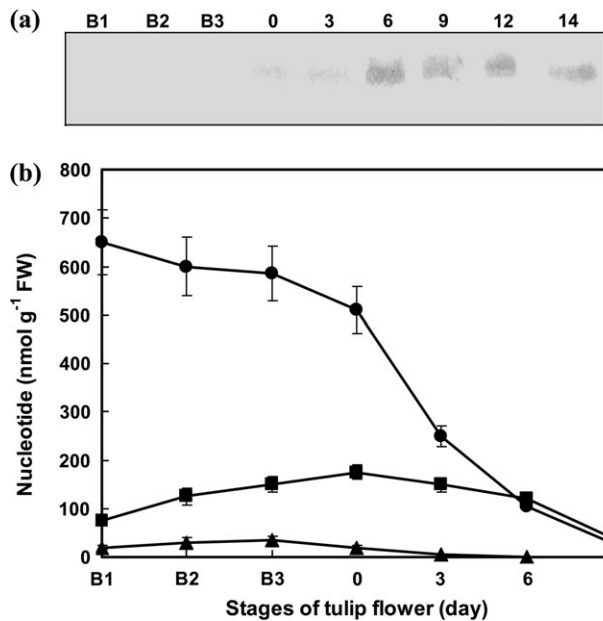 (a)
B1 B2 B3 0 3 6 9 12 14
(b)
800
700
600
500
400
300
200
100
0
Nucleotide (nmol g-1 FW)
B1 B2 B3 0 3 6
Stages of tulip flower (day)